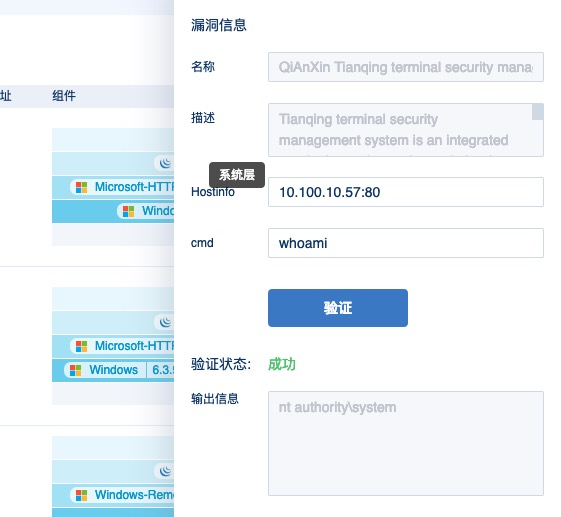 漏洞信息
名称
QiAnXin Tianqing terminal security mana
描述
Tianqing terminal security
management system is an integrated
系统层
Hostinfo
10.100.10.57:80
cmd
whoami
验证
验证状态:
成功
输出信息
nt authority\system
址
组件
Microsoft-HTTP
Windo
Microsoft-HTTP
Windows
6.3.9
Windows-Remo